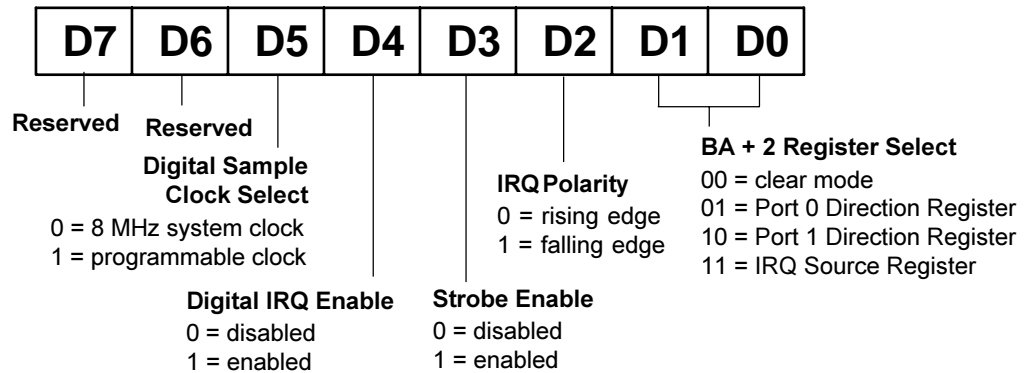 D7 D6 D5 D4 D3 D2 D1 D0
Reserved
Reserved
Digital Sample
Clock Select
0 = 8 MHz system clock
1 = programmable clock
Digital IRQ Enable
0 = disabled
1 = enabled
Strobe Enable
0 = disabled
1 = enabled
IRQ Polarity
0 = rising edge
1 = falling edge
BA + 2 Register Select
00 = clear mode
01 = Port 0 Direction Register
10 = Port 1 Direction Register
11 = IRQ Source Register